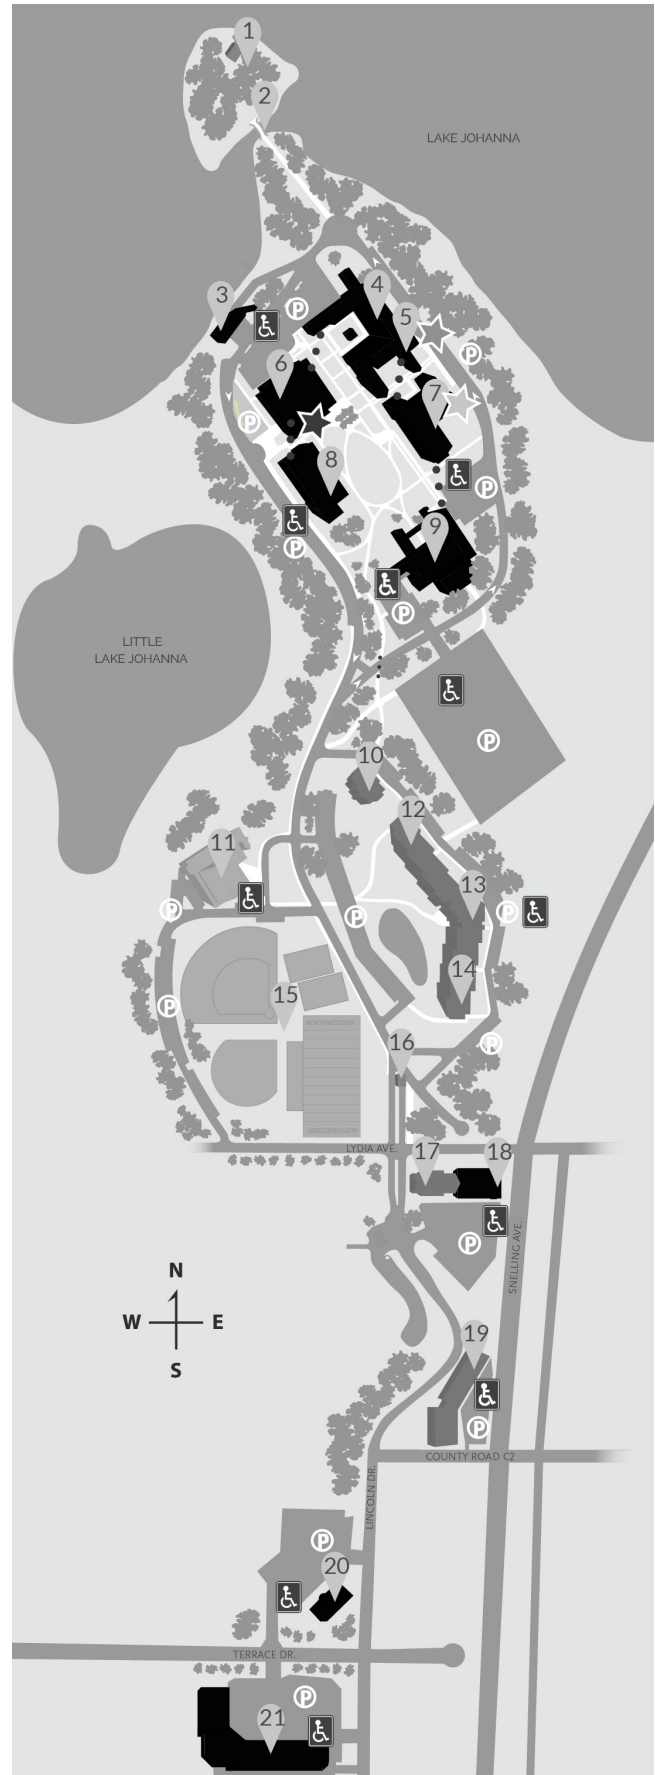 1
2
LAKE JOHANNA
3
4
5
P
6
P
7
P
8
P
P
9
P
LITTLE
LAKE JOHANNA
P
10
12
11
13
P
P
P
14
15
P
16
NORTHWESTERN
P
LYDIA AVE.
17
18
P
SNELLING AVE.
N
W E
S
19
P
COUNTY ROAD C2
LINCOLN DR.
P
20
TERRACE DR.
P
21